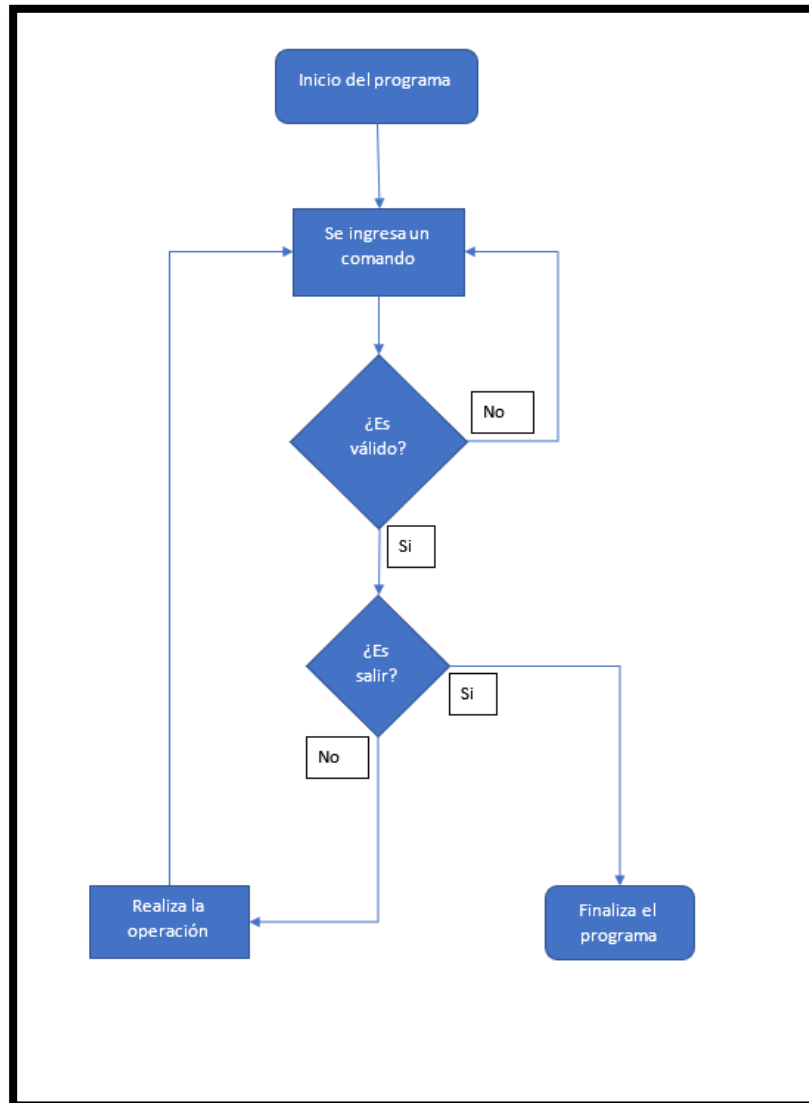 Inicio del programa
Se ingresa un
comando
¿Es
válido?
No
Si
¿Es
salir?
Si
No
Realiza la
operación
Finaliza el
programa